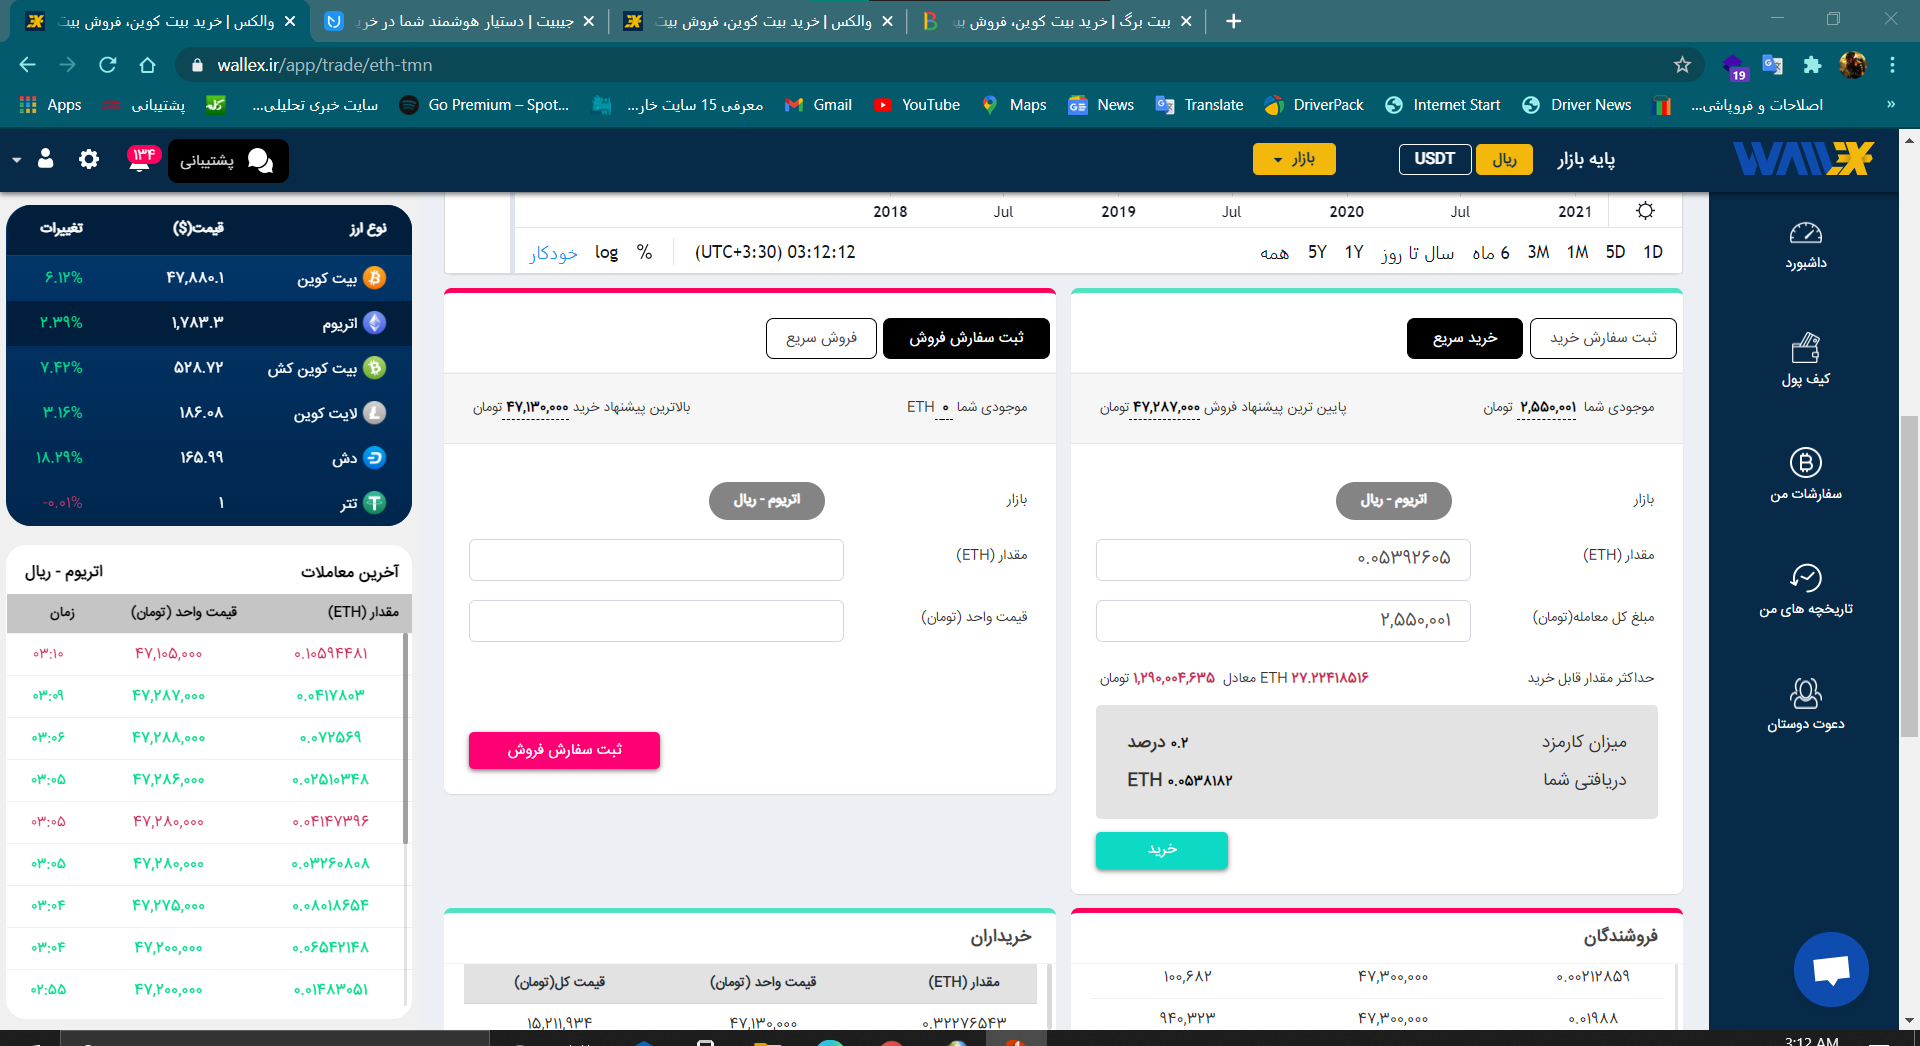 والکس | خرید بیت کوین، فروش بیت
جیبیت | دستیار هوشمند شما در خر
والکس | خرید بیت کوین، فروش بیت
بیت برگ | خرید بیت کوین، فروش
wallex.ir/app/trade/eth-tmn
19
Apps
پشتیبانی
سایت خبری تحلیلی...
Go Premium – Spot...
معرفی 15 سایت خار...
Gmail
YouTube
Maps
News
Translate
DriverPack
Internet Start
Driver News
اصلاحات و فروپاشی...
»
۱۳۴
پشتیبانی
بازار
USDT
ریال
پایه بازار
WALLEX
نوع ارز قیمت($) تغییرات
بیت کوین ۴۷,۸۸۰.۱ ۶.۱۲%
اتریوم ۱,۷۸۳.۳ ۲.۳۹%
بیت کوین کش ۵۲۸.۷۲ ۷.۴۲%
لایت کوین ۱۸۶.۰۸ ۳.۱۶%
دش ۱۶۵.۹۹ ۱۸.۲۹%
تتر ۱ -۰.۰۱%
آخرین معاملات اتریوم - ریال
مقدار (ETH) قیمت واحد (تومان) زمان
۰.۱۰۵۹۴۴۸۱ ۴۷,۱۰۵,۰۰۰ ۰۳:۱۰
۰.۰۴۱۷۸۰۳ ۴۷,۲۸۷,۰۰۰ ۰۳:۰۹
۰.۰۷۲۵۶۹ ۴۷,۲۸۸,۰۰۰ ۰۳:۰۶
۰.۰۲۵۱۰۳۴۸ ۴۷,۲۸۶,۰۰۰ ۰۳:۰۵
۰.۰۴۱۴۷۳۹۶ ۴۷,۲۸۰,۰۰۰ ۰۳:۰۵
۰.۰۳۲۶۰۸۰۸ ۴۷,۲۸۰,۰۰۰ ۰۳:۰۵
۰.۰۸۰۱۸۶۵۴ ۴۷,۲۷۵,۰۰۰ ۰۳:۰۴
۰.۰۶۵۴۲۱۴۸ ۴۷,۲۰۰,۰۰۰ ۰۳:۰۴
۰.۰۱۴۸۳۰۵۱ ۴۷,۲۰۰,۰۰۰ ۰۲:۵۵
2018 Jul 2019 Jul 2020 Jul 2021
خودکار log % 03:12:12 (UTC+3:30) همه 5Y 1Y سال تا روز 6 ماه 3M 1M 5D 1D
ثبت سفارش خرید
خرید سریع
موجودی شما ۲,۵۵۰,۰۰۱ تومان
پایین ترین پیشنهاد فروش ۴۷,۲۸۷,۰۰۰ تومان
بازار اتریوم - ریال
مقدار (ETH) ۰.۰۵۳۹۲۶۰۵
مبلغ کل معامله(تومان) ۲,۵۵۰,۰۰۱
حداکثر مقدار قابل خرید ۲۷.۲۲۴۱۸۵۱۶ ETH معادل ۱,۲۹۰,۰۰۴,۶۳۵ تومان
میزان کارمزد ۰.۲ درصد
دریافتی شما ۰.۰۵۳۸۱۸۲ ETH
خرید
ثبت سفارش فروش
فروش سریع
موجودی شما ۰ ETH
بالاترین پیشنهاد خرید ۴۷,۱۳۰,۰۰۰ تومان
بازار اتریوم - ریال
مقدار (ETH)
قیمت واحد (تومان)
ثبت سفارش فروش
فروشندگان
۰.۰۰۲۱۲۸۵۹ ۴۷,۳۰۰,۰۰۰ ۱۰۰,۶۸۲
۰.۰۱۹۸۸ ۴۷,۳۰۰,۰۰۰ ۹۴۰,۳۲۳
خریداران
مقدار (ETH) قیمت واحد (تومان) قیمت کل(تومان)
۰.۳۲۲۷۶۵۴۳ ۴۷,۱۳۰,۰۰۰ ۱۵,۲۱۱,۹۳۴
داشبورد
کیف پول
سفارشات من
تاریخچه های من
دعوت دوستان
3:12 AM